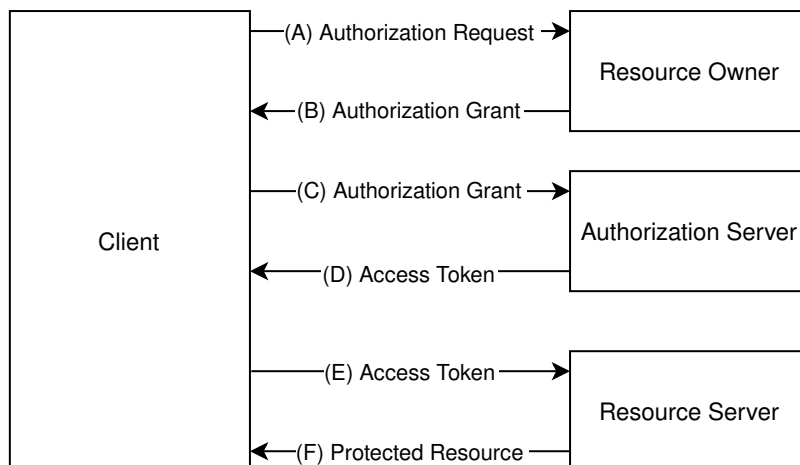 (A) Authorization Request
Resource Owner
(B) Authorization Grant
(C) Authorization Grant
Client
Authorization Server
(D) Access Token
(E) Access Token
Resource Server
(F) Protected Resource